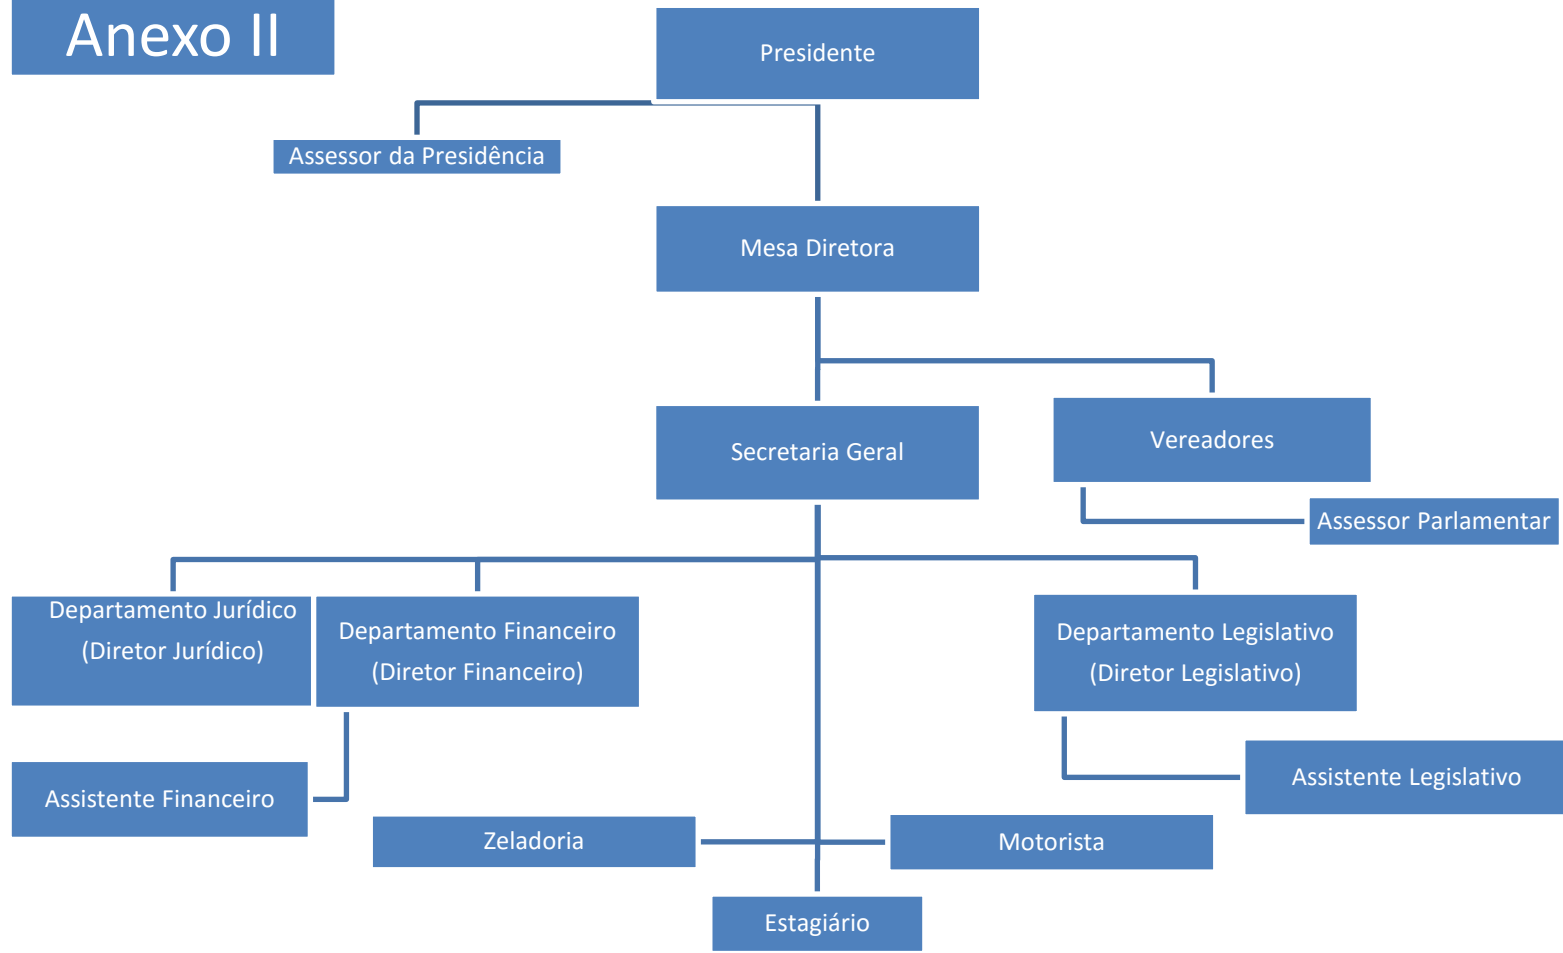 Anexo II
Presidente
Assessor da Presidência
Mesa Diretora
Secretaria Geral
Vereadores
Assessor Parlamentar
Departamento Jurídico
(Diretor Jurídico)
Departamento Financeiro
(Diretor Financeiro)
Departamento Legislativo
(Diretor Legislativo)
Assistente Financeiro
Assistente Legislativo
Zeladoria
Motorista
Estagiário